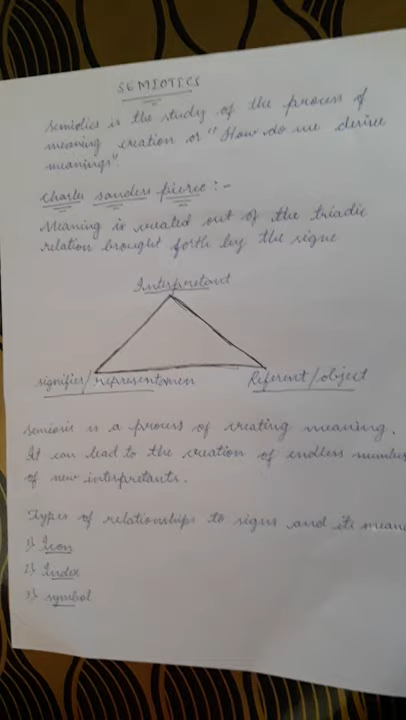 SEMIOTICS
Semiotics is the study of the process of
meaning creation or "How do we derive
meanings".
Charles sanders pierce :-
Meaning is created out of the triadic
relation brought forth by the signe
Interpretant
signifier/representamen
Referent/object
Semiosis is a process of creating meaning.
It can lead to the creation of endless number
of new interpretants.
Types of relationships to signs and its mean
1) Icon
2) Index
3) symbol